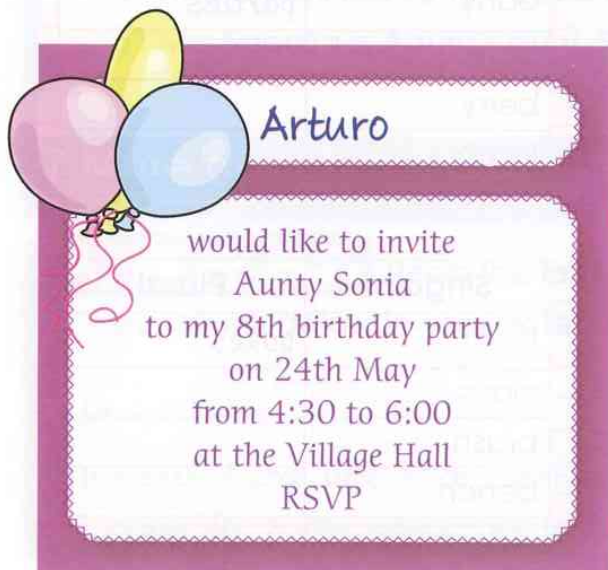 Arturo
would like to invite
Aunty Sonia
to my 8th birthday party
on 24th May
from 4:30 to 6:00
at the Village Hall
RSVP